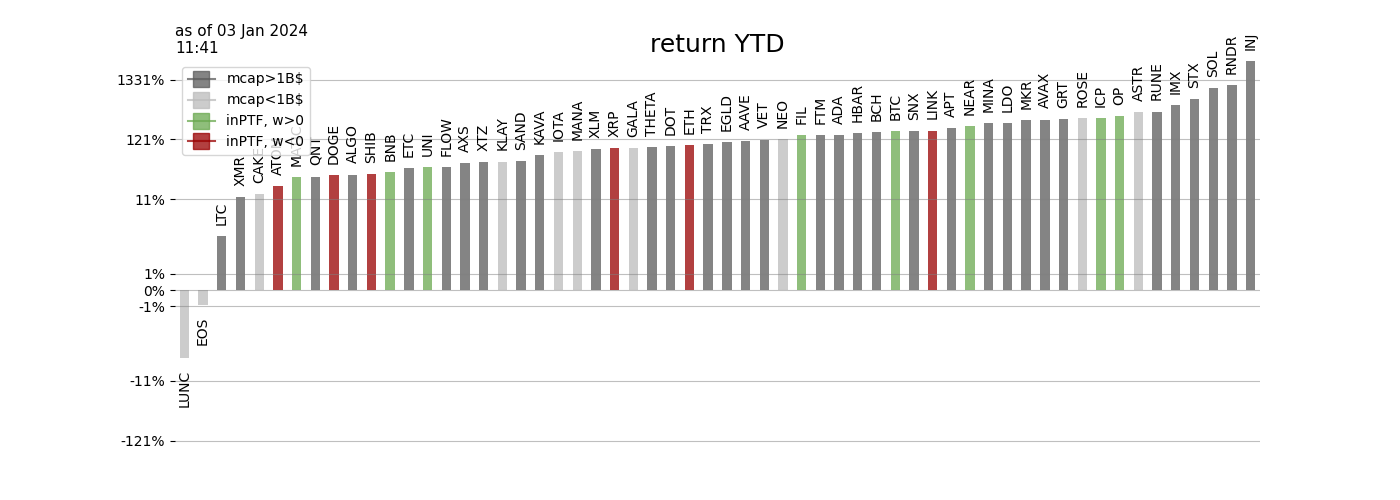 as of 03 Jan 2024
11:41
return YTD
mcap>1B$
mcap<1B$
inPTF, w>0
inPTF, w<0
1331%
121%
11%
1%
0%
-1%
-11%
-121%
LUNC
EOS
LTC
XMR
CAKE
ATOM
MATIC
QNT
DOGE
ALGO
SHIB
BNB
ETC
UNI
FLOW
AXS
XTZ
KLAY
SAND
KAVA
IOTA
MANA
XLM
XRP
GALA
THETA
DOT
ETH
TRX
EGLD
AAVE
VET
NEO
FIL
FTM
ADA
HBAR
BCH
BTC
SNX
LINK
APT
NEAR
MINA
LDO
MKR
AVAX
GRT
ROSE
ICP
OP
ASTR
RUNE
IMX
STX
SOL
RNDR
INJ